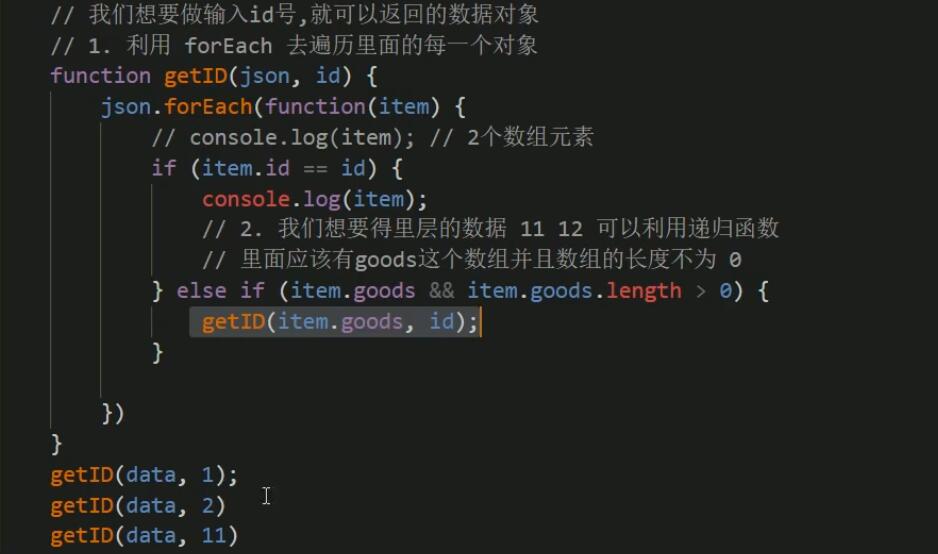 // 我们想要做输入id号,就可以返回的数据对象
// 1. 利用 forEach 去遍历里面的每一个对象
function getID(json, id) {
json.forEach(function(item) {
// console.log(item); // 2个数组元素
if (item.id == id) {
console.log(item);
// 2. 我们想要得里层的数据 11 12 可以利用递归函数
// 里面应该有goods这个数组并且数组的长度不为 0
} else if (item.goods && item.goods.length > 0) {
getID(item.goods, id);
}
})
}
getID(data, 1);
getID(data, 2)
getID(data, 11)